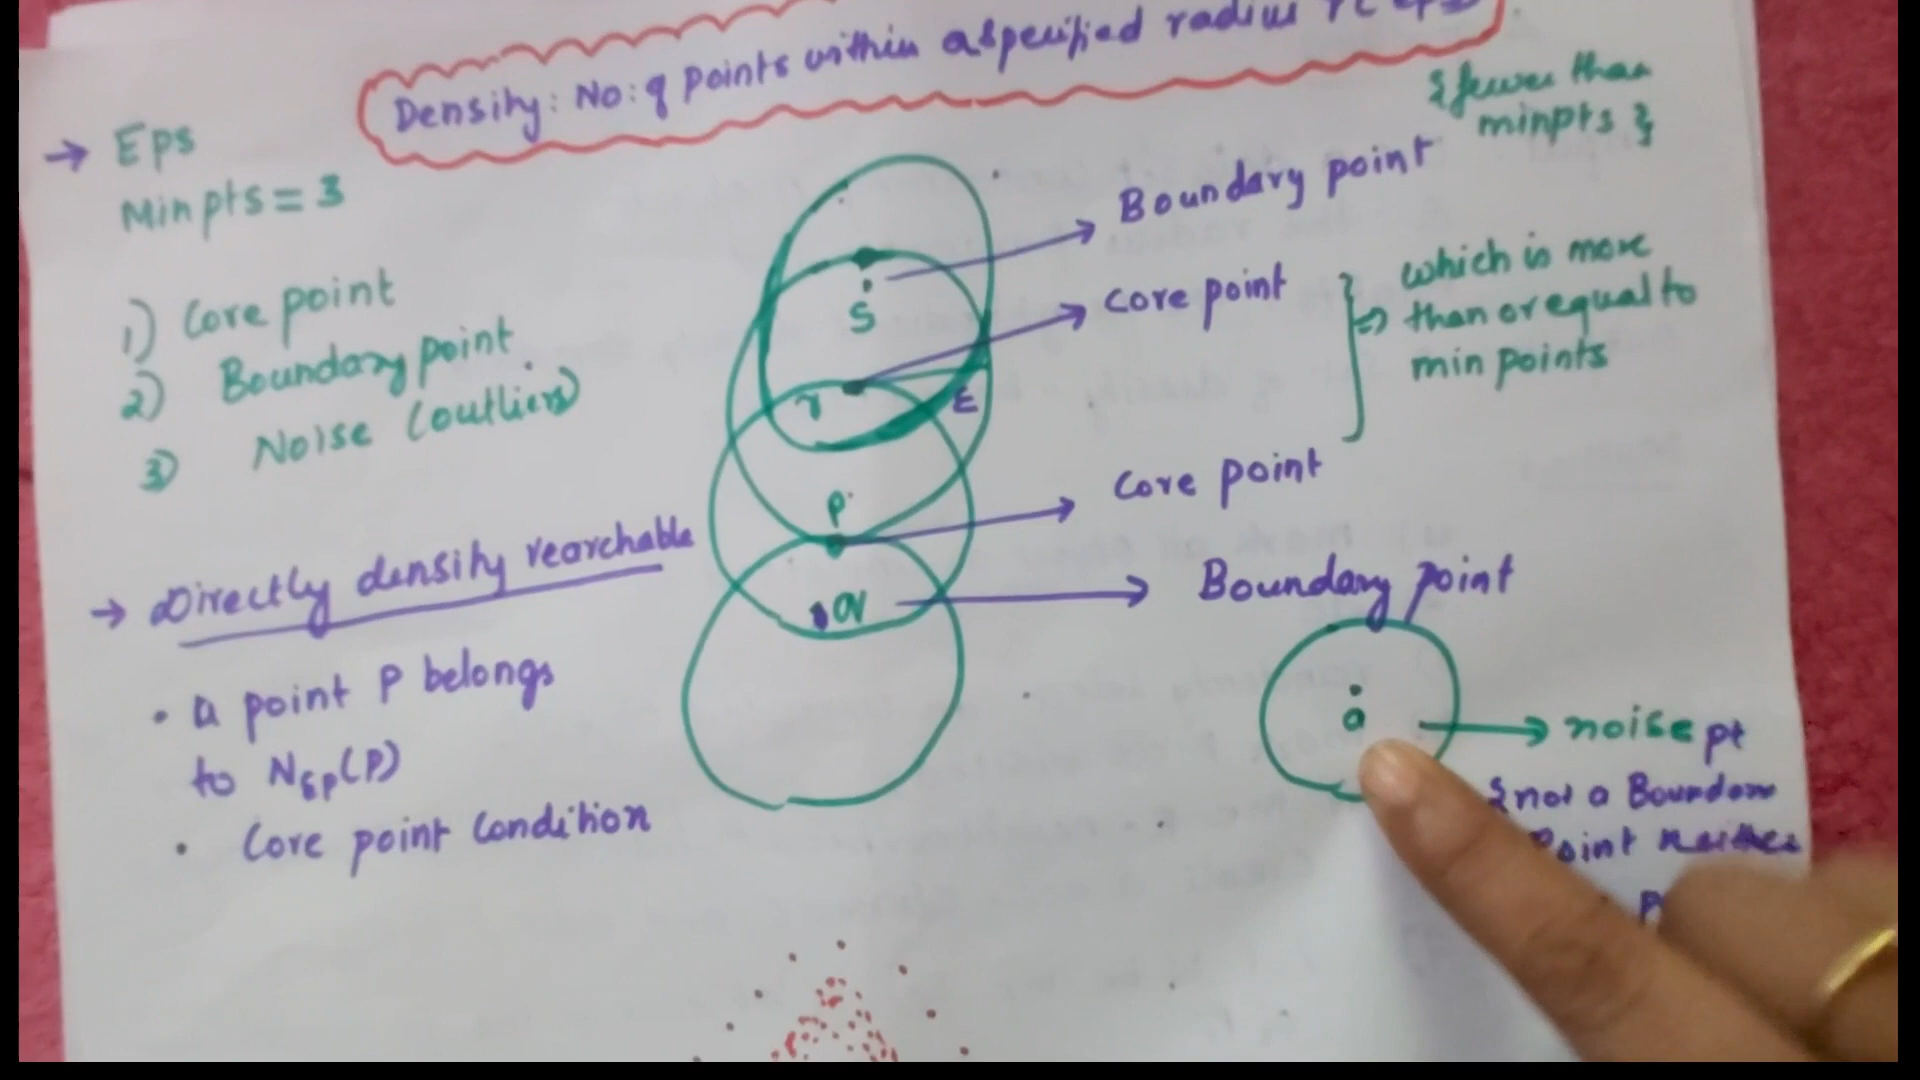 Density: No: of points within a specified radius r (Eps)
{fewer than
minpts }
→ Eps
Minpts = 3
Boundary point
Core point
which is more
than or equal to
min points
1) Core point
2) Boundary point
3) Noise (outliers)
S
r
E
Core point
P
→ Directly density rearchable
q
Boundary point
• a point P belongs
to NEp(P)
• Core point Condition
o
noise pt
{not a Boundary
Point neither